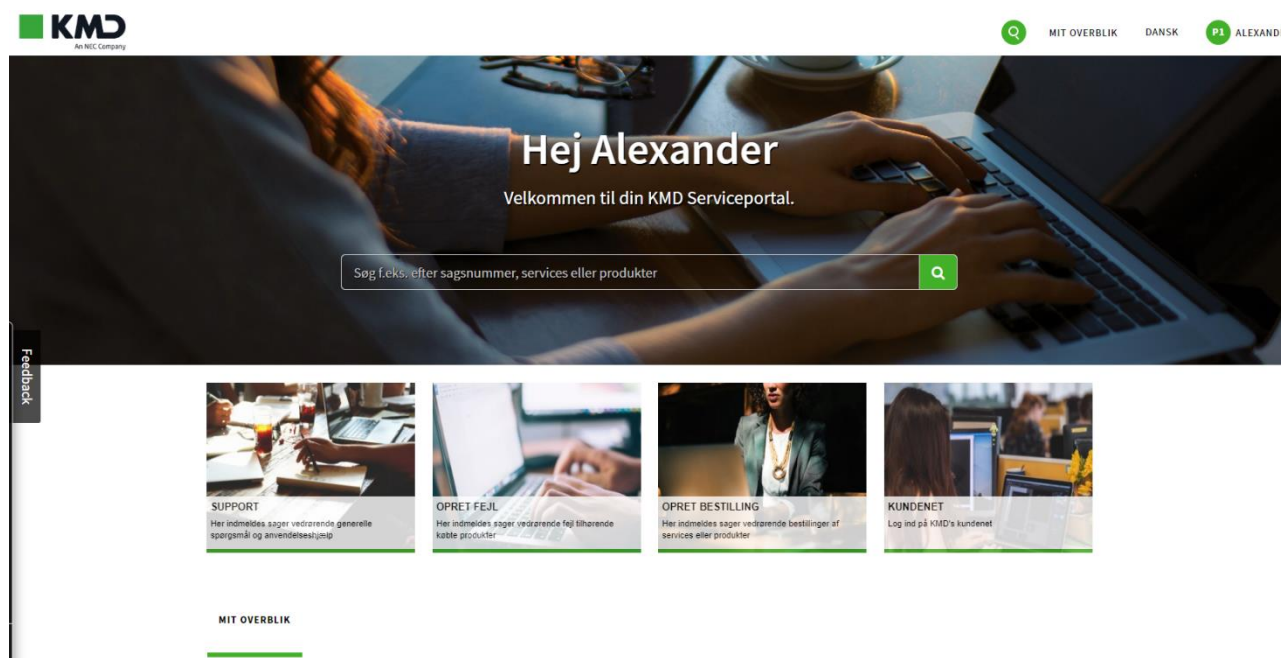 KMD
An NEC Company
MIT OVERBLIK
DANSK
P1 ALEXAND
Hej Alexander
Velkommen til din KMD Serviceportal.
Søg f.eks. efter sagsnummer, services eller produkter
Feedback
SUPPORT
Her indmeldes sager vedrørende generelle
spørgsmål og anvendelseshjælp
OPRET FEJL
Her indmeldes sager vedrørende fejl tilhørende
købte produkter
OPRET BESTILLING
Her indmeldes sager vedrørende bestillinger af
services eller produkter
KUNDENET
Log ind på KMD's kundenet
MIT OVERBLIK